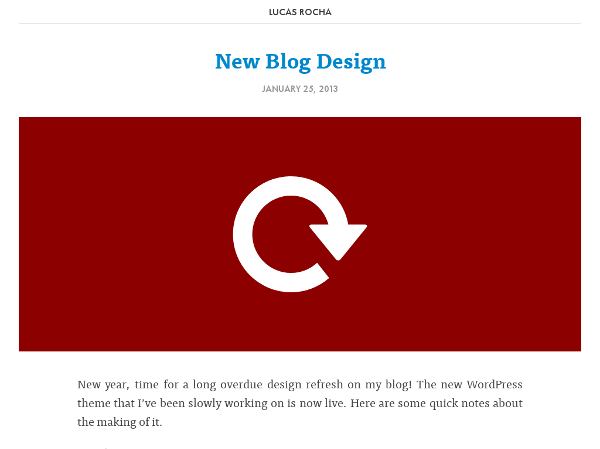 LUCAS ROCHA
New Blog Design
JANUARY 25, 2013
New year, time for a long overdue design refresh on my blog! The new WordPress
theme that I've been slowly working on is now live. Here are some quick notes about
the making of it.